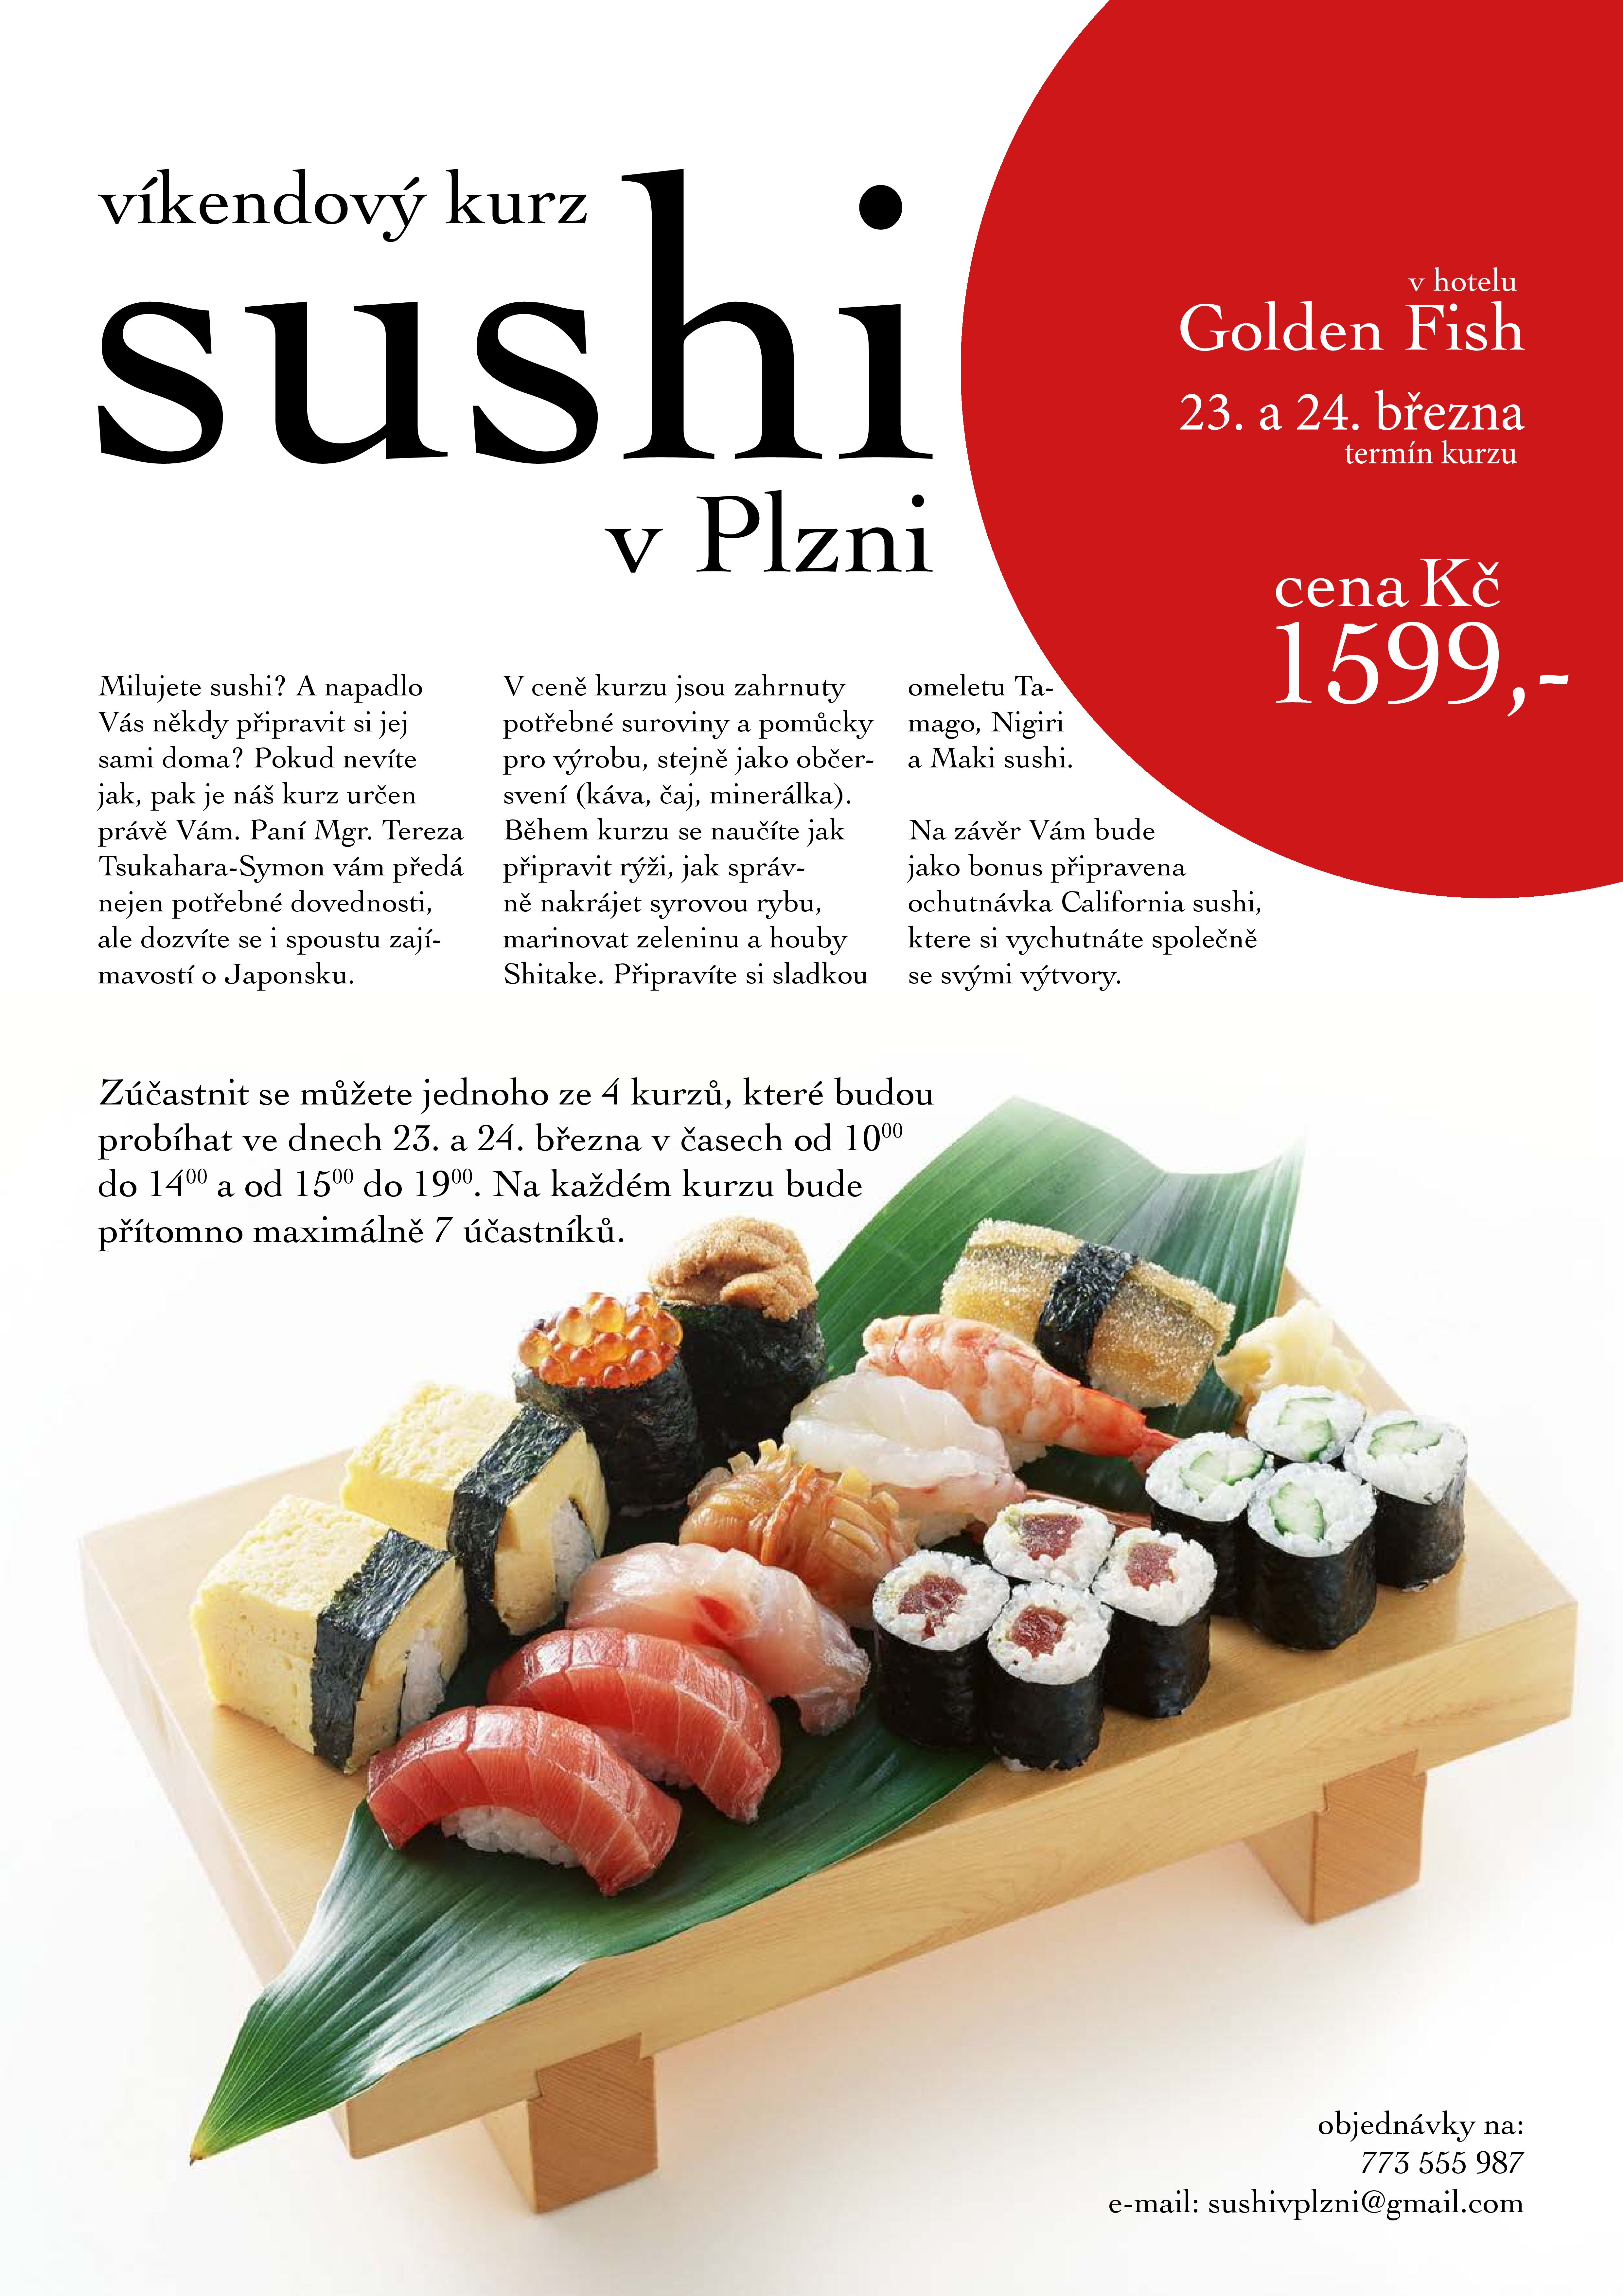 víkendový kurz
sushi
v Plzni
v hotelu
Golden Fish
23. a 24. března
termín kurzu
cena Kč
1599,-
Milujete sushi? A napadlo
Vás někdy připravit si jej
sami doma? Pokud nevíte
jak, pak je náš kurz určen
právě Vám. Paní Mgr. Tereza
Tsukahara-Symon vám předá
nejen potřebné dovednosti,
ale dozvíte se i spoustu zají-
mavostí o Japonsku.
V ceně kurzu jsou zahrnuty
potřebné suroviny a pomůcky
pro výrobu, stejně jako občer-
svení (káva, čaj, minerálka).
Během kurzu se naučíte jak
připravit rýži, jak správ-
ně nakrájet syrovou rybu,
marinovat zeleninu a houby
Shitake. Připravíte si sladkou
omeletu Ta-
mago, Nigiri
a Maki sushi.
Na závěr Vám bude
jako bonus připravena
ochutnávka California sushi,
ktere si vychutnáte společně
se svými výtvory.
Zúčastnit se můžete jednoho ze 4 kurzů, které budou
probíhat ve dnech 23. a 24. března v časech od 10⁰⁰
do 14⁰⁰ a od 15⁰⁰ do 19⁰⁰. Na každém kurzu bude
přítomno maximálně 7 účastníků.
objednávky na:
773 555 987
e-mail: sushivplzni@gmail.com